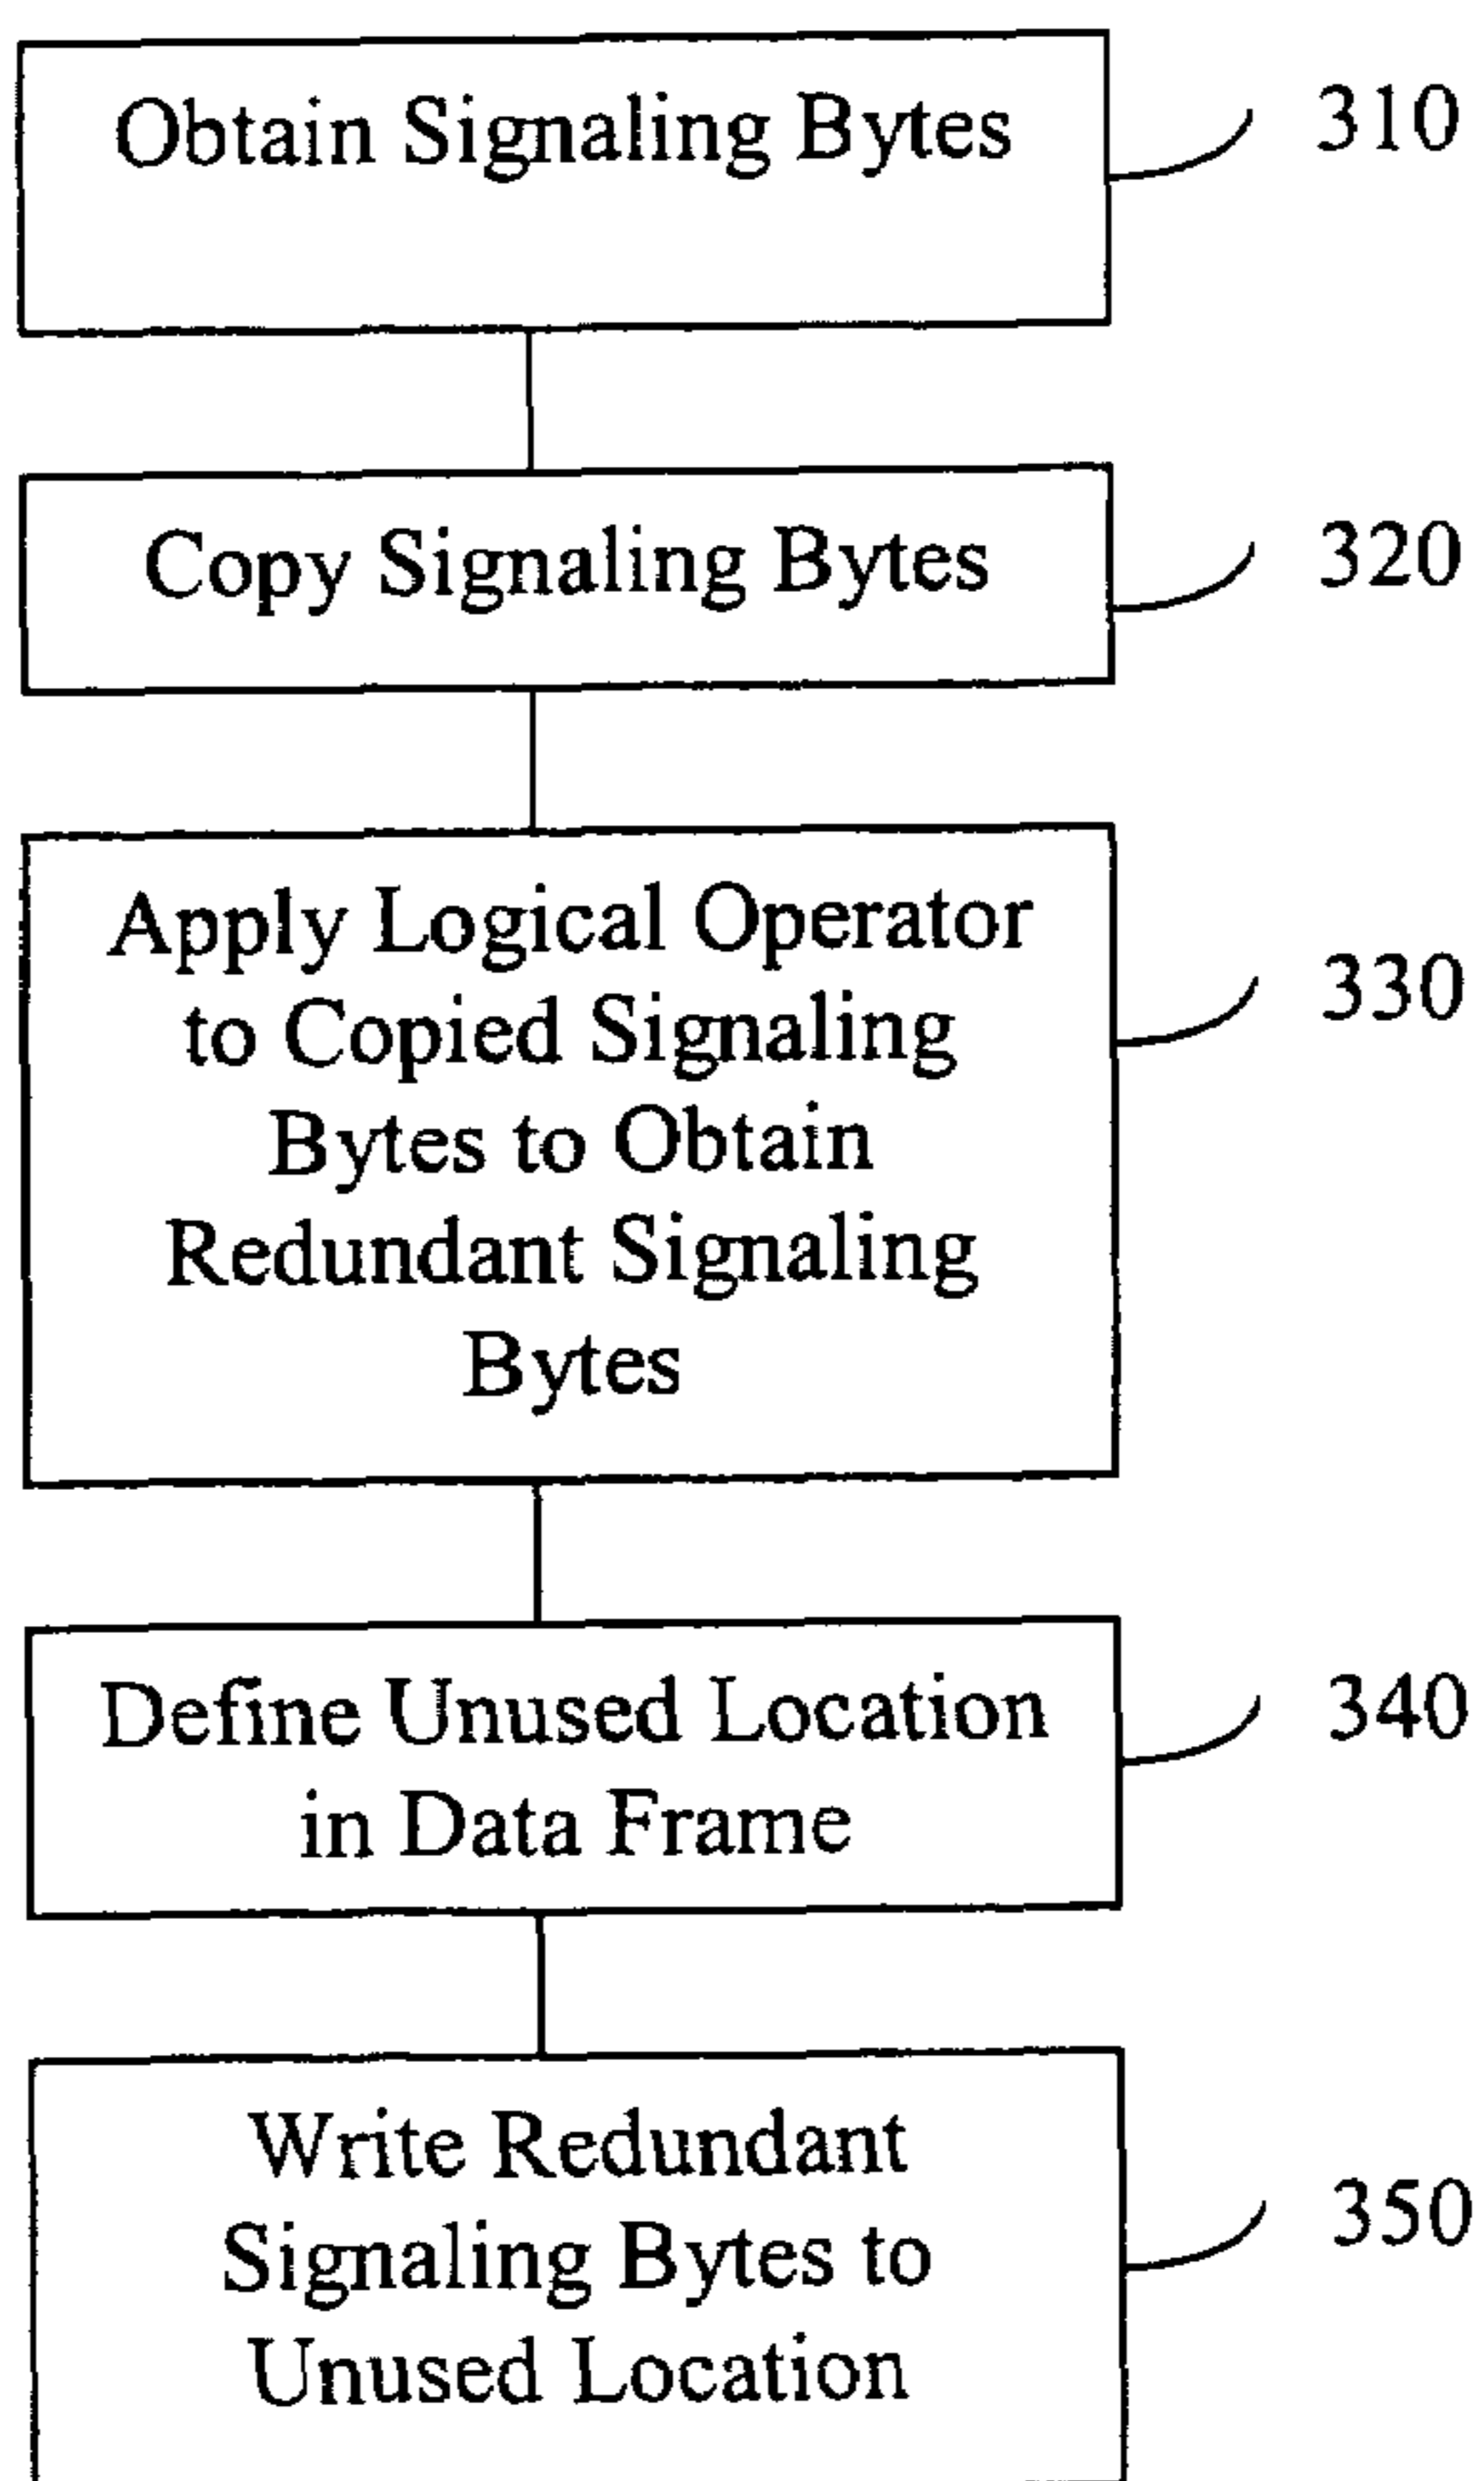 Obtain Signaling Bytes
310
Copy Signaling Bytes
320
Apply Logical Operator
to Copied Signaling
Bytes to Obtain
Redundant Signaling
Bytes
330
Define Unused Location
in Data Frame
340
Write Redundant
Signaling Bytes to
Unused Location
350